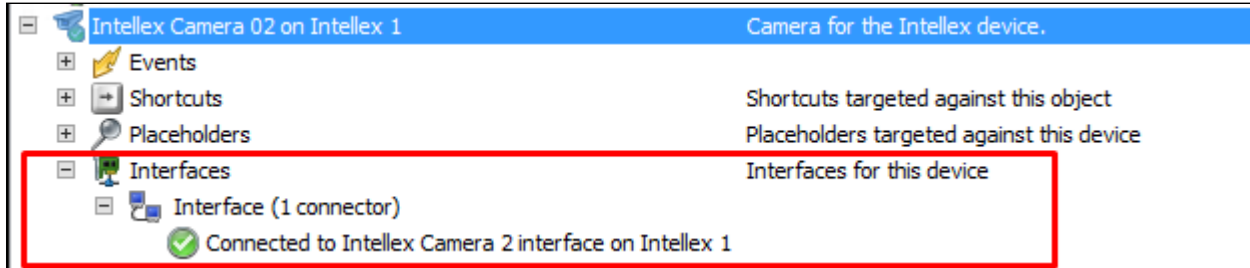 Intellex Camera 02 on Intellex 1 Camera for the Intellex device.
Events
Shortcuts Shortcuts targeted against this object
Placeholders Placeholders targeted against this device
Interfaces Interfaces for this device
Interface (1 connector)
Connected to Intellex Camera 2 interface on Intellex 1